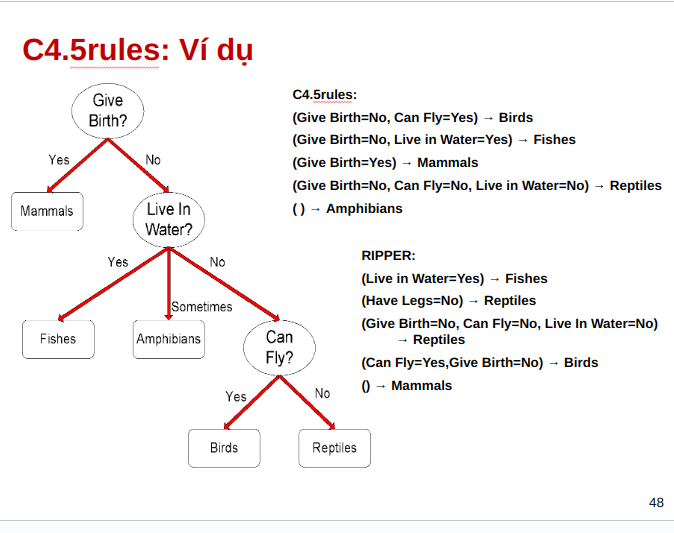 C4.5rules: Ví dụ
Give
Birth?
Yes
No
Mammals
Live In
Water?
Yes
No
Sometimes
Fishes
Amphibians
Can
Fly?
Yes
No
Birds
Reptiles
C4.5rules:
(Give Birth=No, Can Fly=Yes) → Birds
(Give Birth=No, Live in Water=Yes) → Fishes
(Give Birth=Yes) → Mammals
(Give Birth=No, Can Fly=No, Live in Water=No) → Reptiles
( ) → Amphibians
RIPPER:
(Live in Water=Yes) → Fishes
(Have Legs=No) → Reptiles
(Give Birth=No, Can Fly=No, Live In Water=No)
→ Reptiles
(Can Fly=Yes,Give Birth=No) → Birds
() → Mammals
48